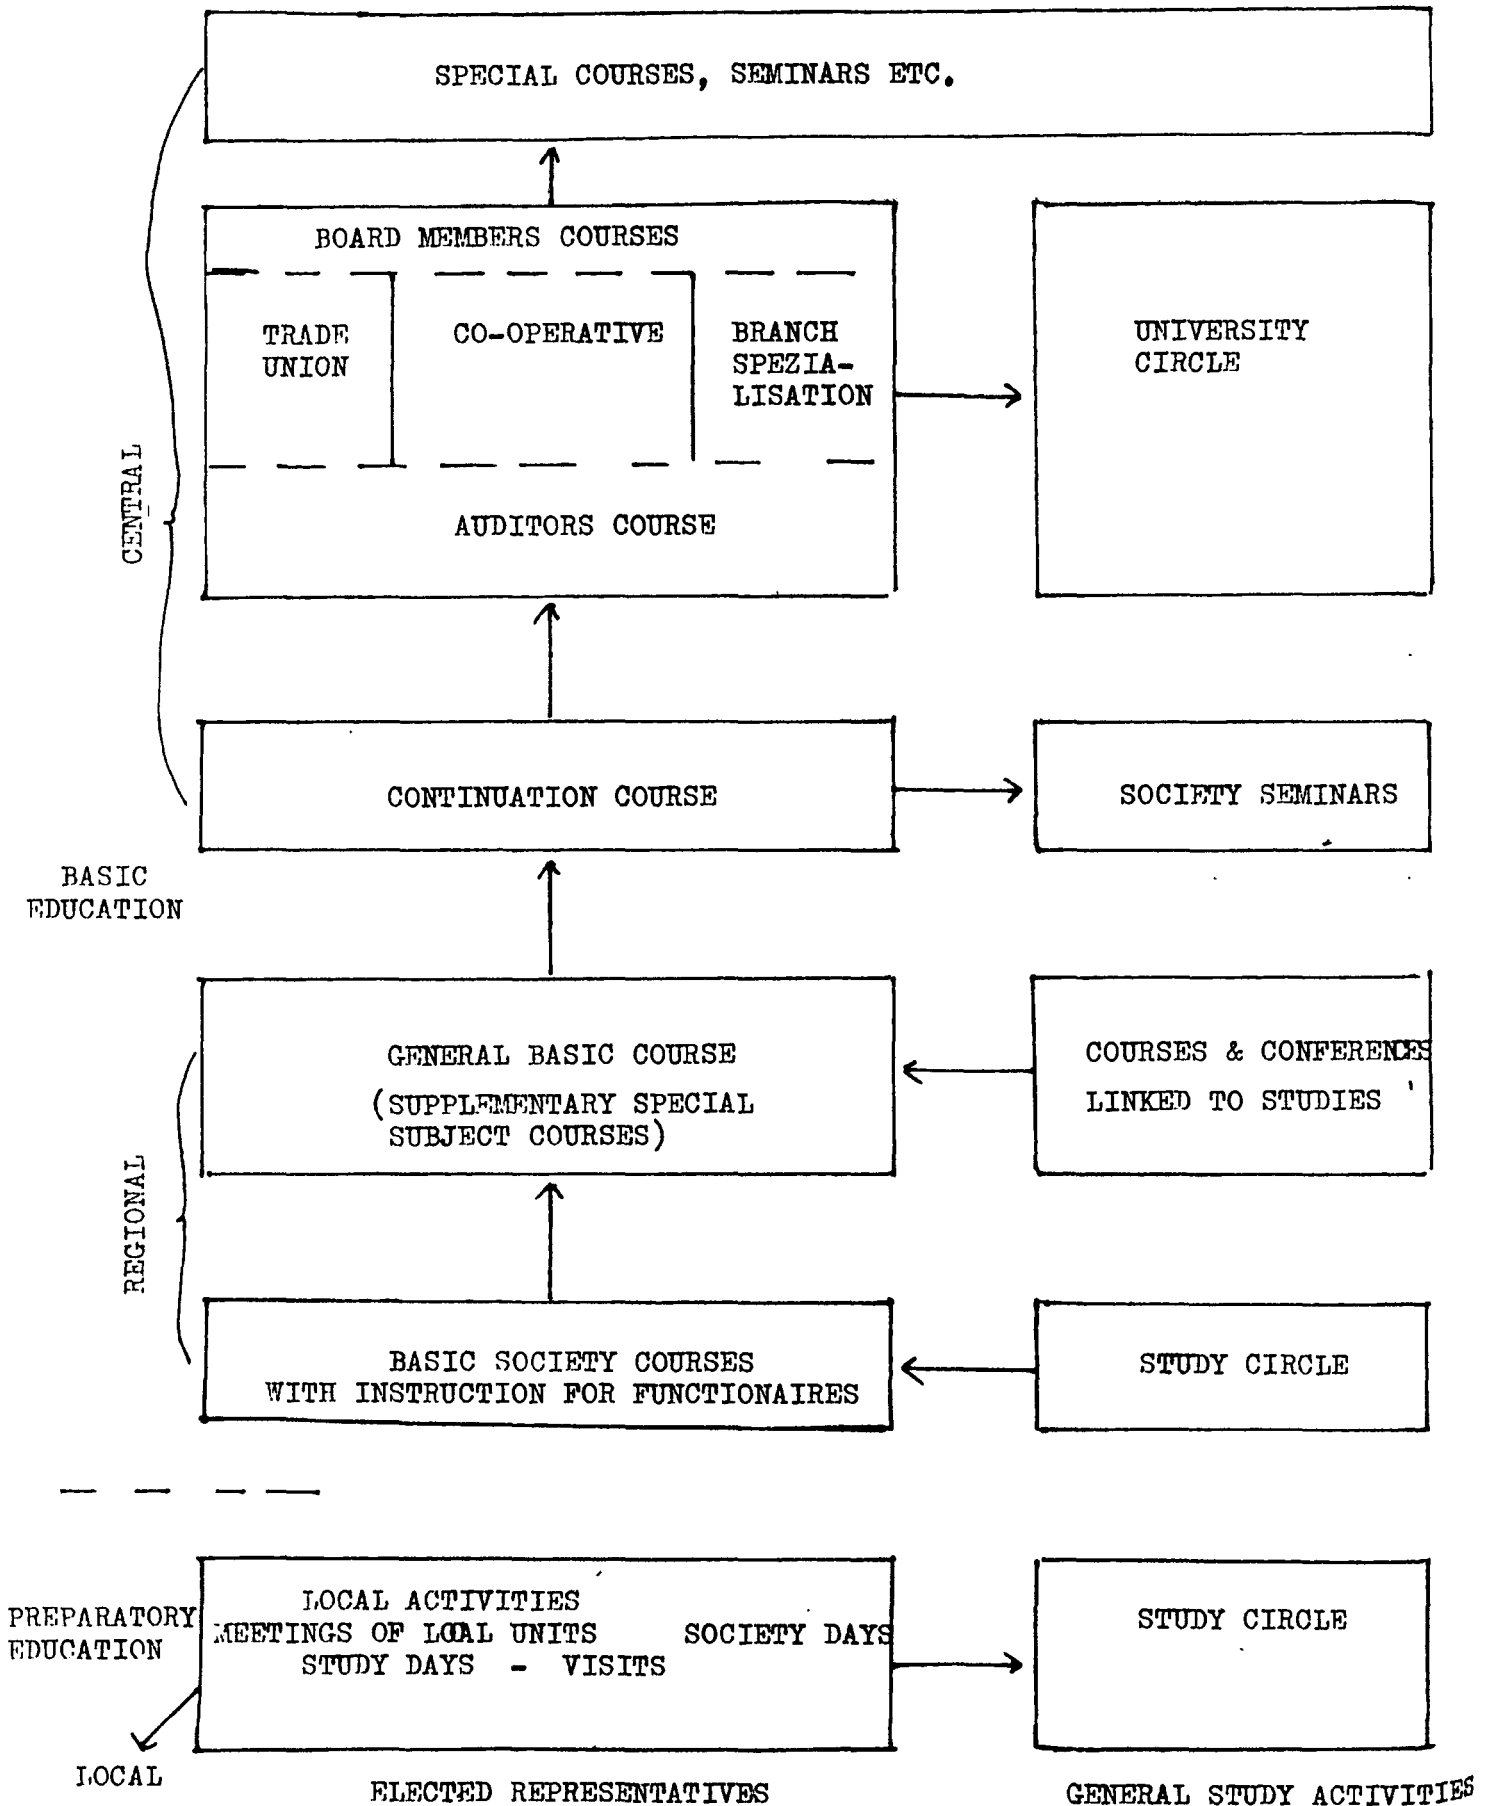 SPECIAL COURSES, SEMINARS ETC.
BOARD MEMBERS COURSES
TRADE
UNION
CO-OPERATIVE
BRANCH
SPEZIA-
LISATION
UNIVERSITY
CIRCLE
AUDITORS COURSE
CENTRAL
CONTINUATION COURSE
SOCIETY SEMINARS
BASIC
EDUCATION
GENERAL BASIC COURSE
(SUPPLEMENTARY SPECIAL
SUBJECT COURSES)
COURSES & CONFERENCES
LINKED TO STUDIES
REGIONAL
BASIC SOCIETY COURSES
WITH INSTRUCTION FOR FUNCTIONAIRES
STUDY CIRCLE
PREPARATORY
EDUCATION
LOCAL ACTIVITIES
MEETINGS OF LOCAL UNITS SOCIETY DAYS
STUDY DAYS - VISITS
STUDY CIRCLE
LOCAL
ELECTED REPRESENTATIVES
GENERAL STUDY ACTIVITIES